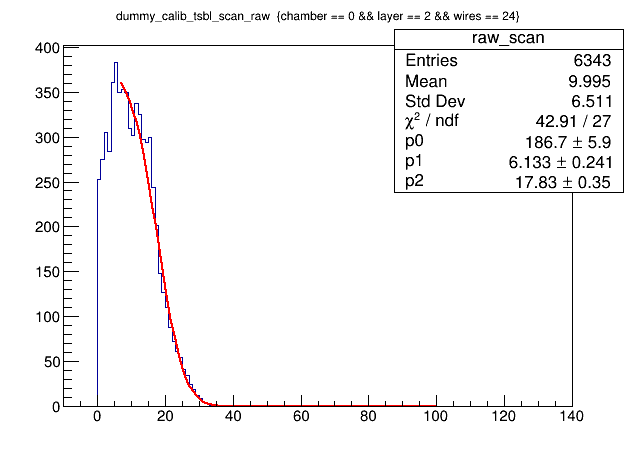 dummy_calib_tsbl_scan_raw {chamber == 0 && layer == 2 && wires == 24}
raw_scan
Entries 6343
Mean 9.995
Std Dev 6.511
χ² / ndf 42.91 / 27
p0 186.7 ± 5.9
p1 6.133 ± 0.241
p2 17.83 ± 0.35
400
350
300
250
200
150
100
50
0
0 20 40 60 80 100 120 140